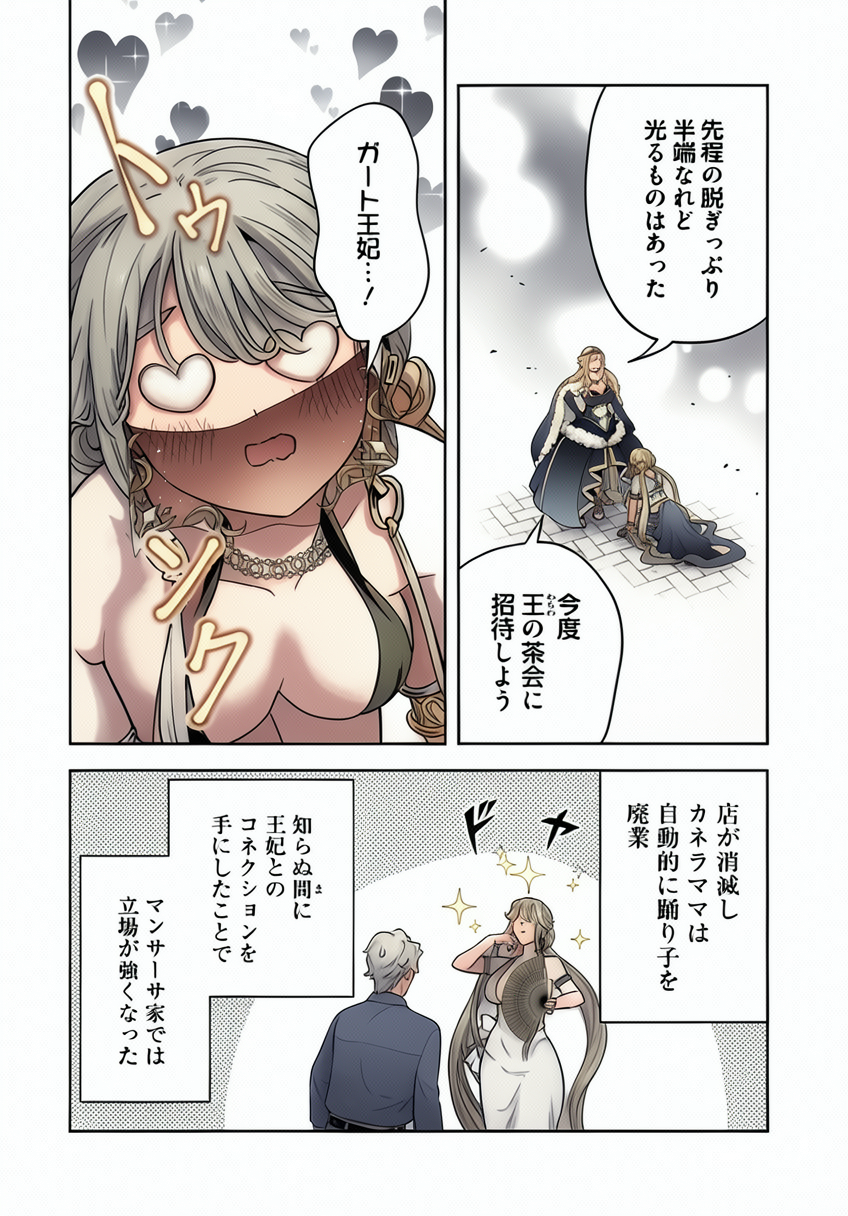 先程の脱ぎっぷり
半端なれど
光るものはあった
今度
王の茶会に
わちわ
招待しよう
ガート王妃…！
トゥンク
店が消滅し
カネラママは
自動的に踊り子を
廃業
ドヤ
知らぬ間に
ま
王妃との
コネクションを
手にしたことで
マンサーサ家では
立場が強くなった